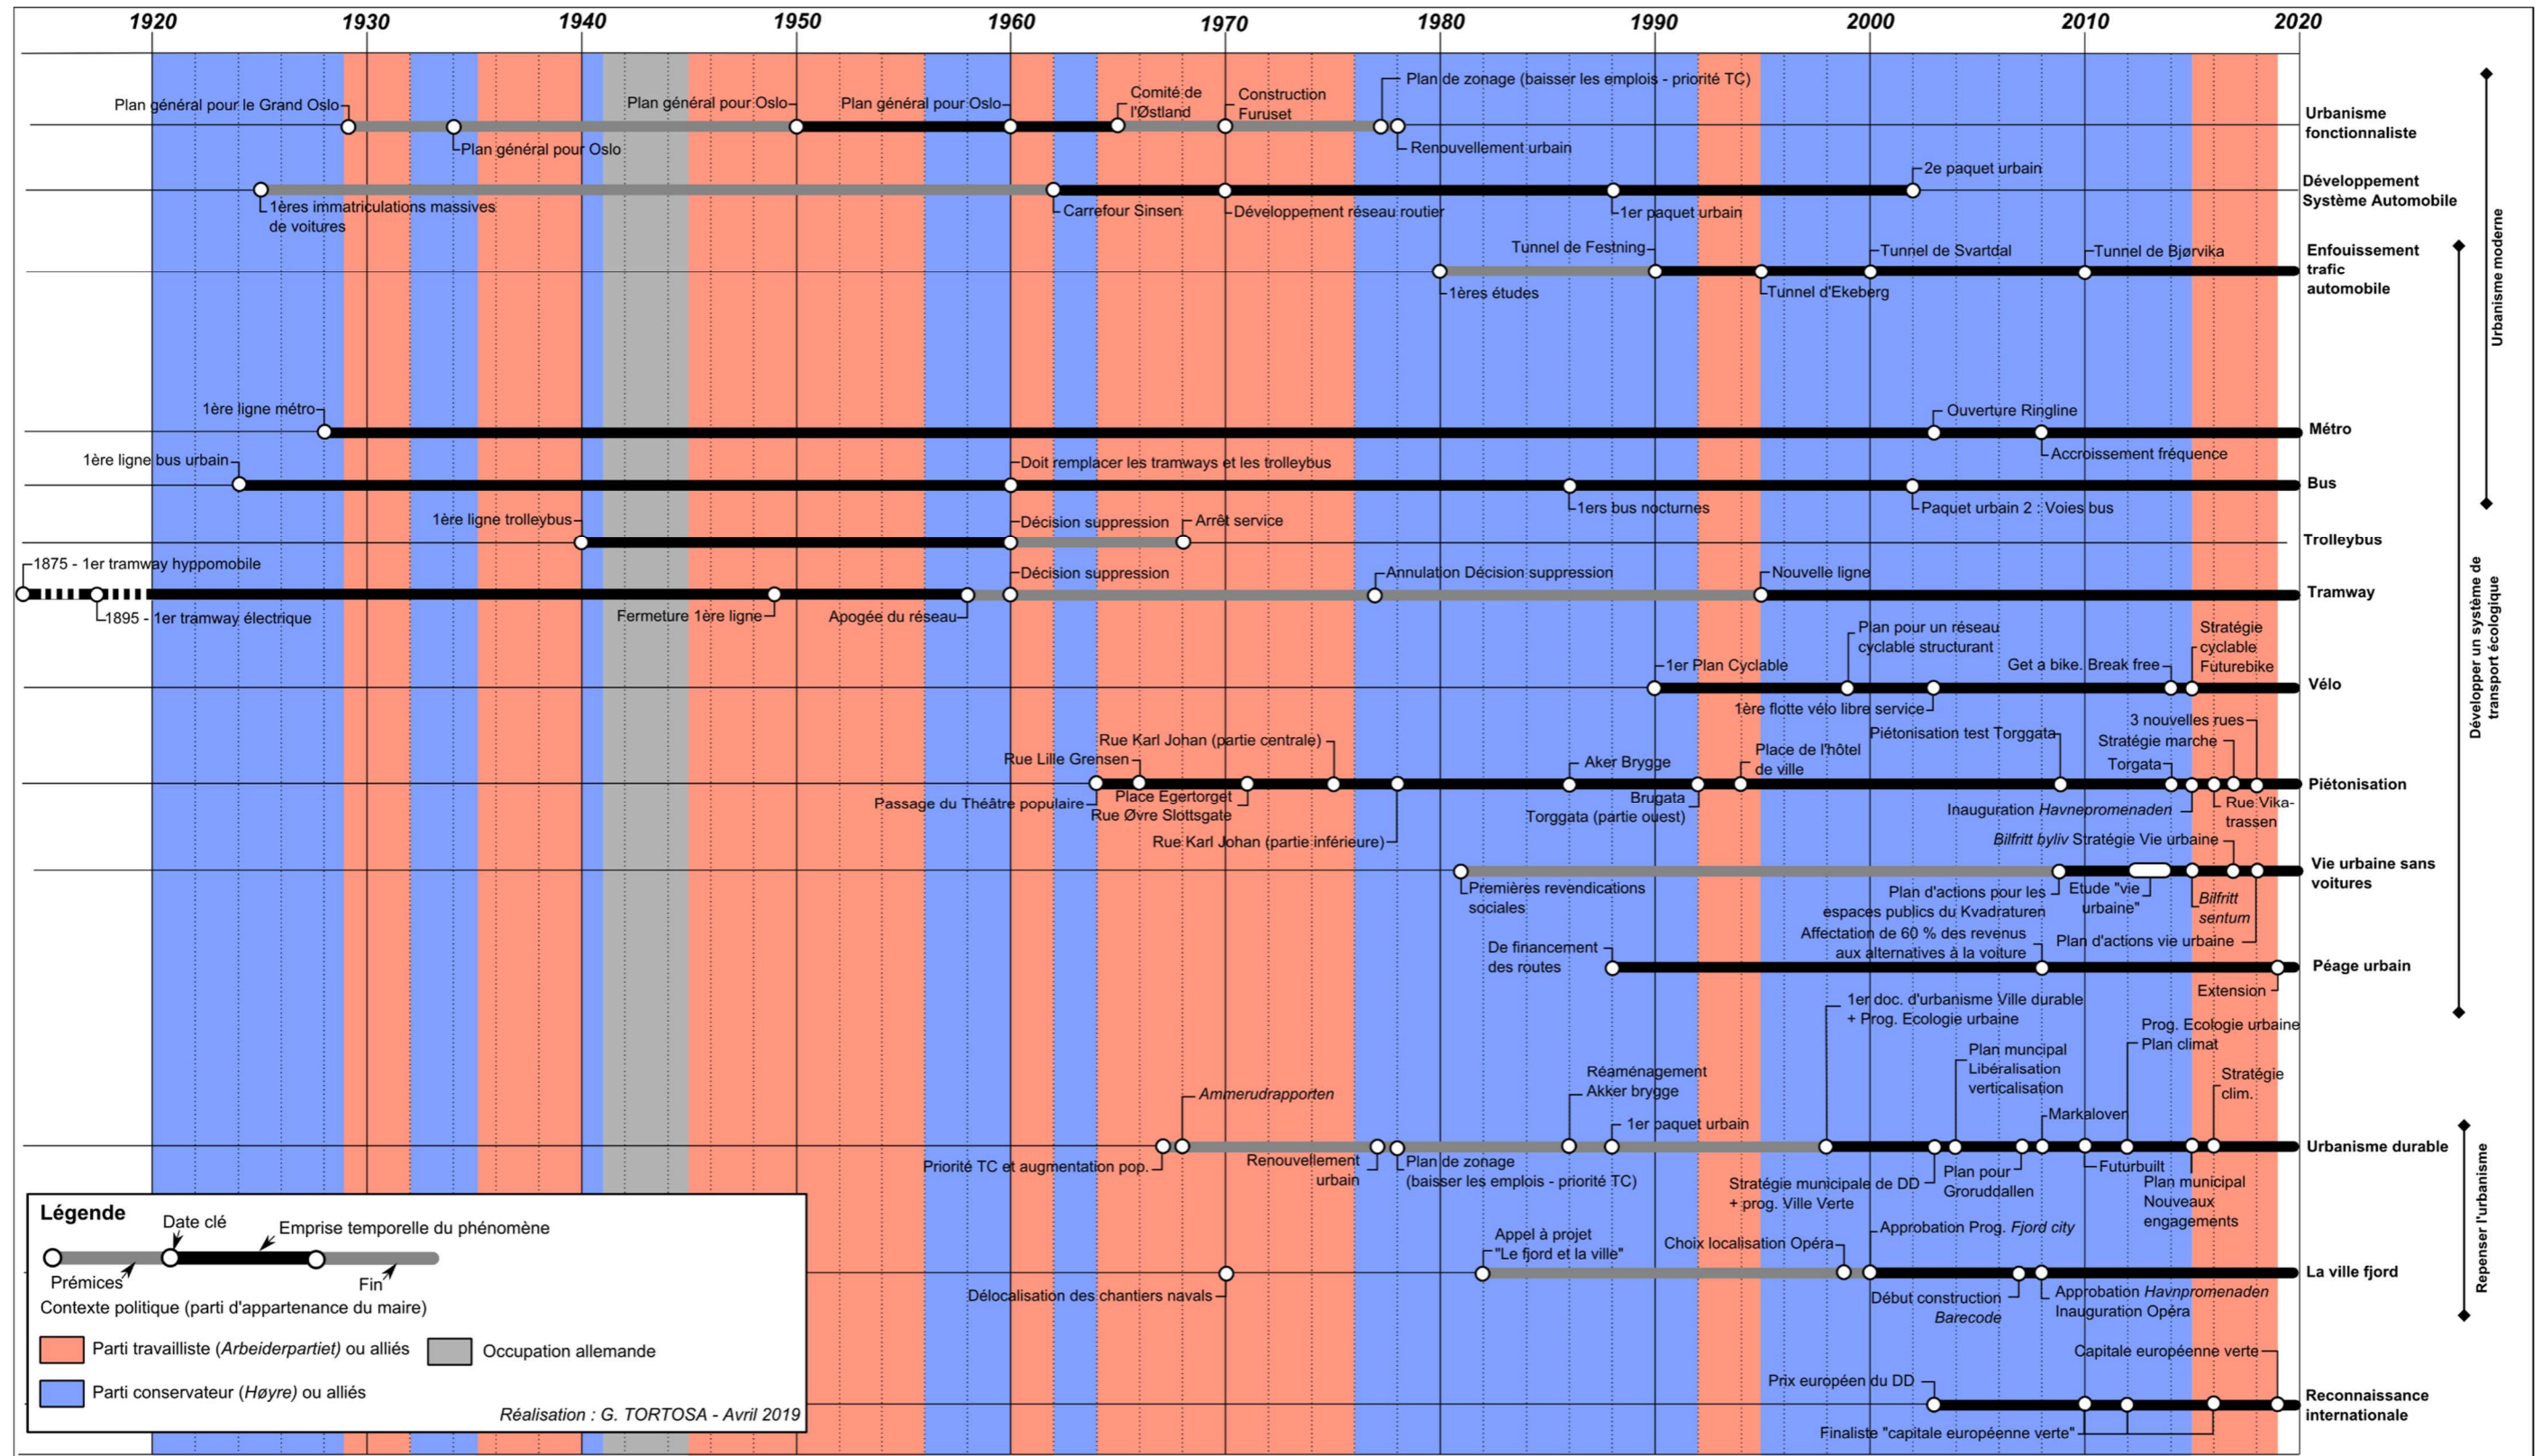 1920 1930 1940 1950 1960 1970 1980 1990 2000 2010 2020
Plan général pour le Grand Oslo
Plan général pour Oslo
Plan général pour Oslo
Plan général pour Oslo
Comité de
l'Østland
Construction
Furuset
Plan de zonage (baisser les emplois - priorité TC)
Renouvellement urbain
Urbanisme
fonctionnaliste
1ères immatriculations massives
de voitures
Carrefour Sinsen
Développement réseau routier
1er paquet urbain
2e paquet urbain
Développement
Système Automobile
1ères études
Tunnel de Festning
Tunnel d'Ekeberg
Tunnel de Svartdal
Tunnel de Bjørvika
Enfouissement
trafic
automobile
1ère ligne métro
Ouverture Ringline
Accroissement fréquence
Métro
1ère ligne bus urbain
Doit remplacer les tramways et les trolleybus
1ers bus nocturnes
Paquet urbain 2 : Voies bus
Bus
1ère ligne trolleybus
Décision suppression
Arrêt service
Trolleybus
1875 - 1er tramway hyppomobile
1895 - 1er tramway électrique
Fermeture 1ère ligne
Apogée du réseau
Décision suppression
Annulation Décision suppression
Nouvelle ligne
Tramway
1er Plan Cyclable
Plan pour un réseau
cyclable structurant
1ère flotte vélo libre service
Get a bike. Break free
Stratégie
cyclable
Futurebike
Vélo
Passage du Théâtre populaire
Rue Lille Grensen
Place Egertorget
Rue Øvre Slottsgate
Rue Karl Johan (partie centrale)
Rue Karl Johan (partie inférieure)
Aker Brygge
Brugata
Torggata (partie ouest)
Place de l'hôtel
de ville
Piétonisation test Torggata
Torgata
Inauguration Havnepromenaden
Stratégie marche
3 nouvelles rues
Rue Vika-
trassen
Piétonisation
Premières revendications
sociales
Plan d'actions pour les
espaces publics du Kvadraturen
Etude "vie
urbaine"
Bilfritt
sentum
Bilfritt byliv Stratégie Vie urbaine
Plan d'actions vie urbaine
Vie urbaine sans
voitures
De financement
des routes
Affectation de 60 % des revenus
aux alternatives à la voiture
Extension
Péage urbain
Priorité TC et augmentation pop.
Ammerudrapporten
Renouvellement
urbain
Plan de zonage
(baisser les emplois - priorité TC)
Réaménagement
Akker brygge
1er paquet urbain
1er doc. d'urbanisme Ville durable
+ Prog. Ecologie urbaine
Stratégie municipale de DD
+ prog. Ville Verte
Plan muncipal
Libéralisation
verticalisation
Plan pour
Groruddallen
Markaloven
Futurbuilt
Prog. Ecologie urbaine
Plan climat
Plan municipal
Nouveaux
engagements
Stratégie
clim.
Urbanisme durable
Délocalisation des chantiers navals
Appel à projet
"Le fjord et la ville"
Choix localisation Opéra
Approbation Prog. Fjord city
Début construction
Barecode
Approbation Havnpromenaden
Inauguration Opèra
La ville fjord
Prix européen du DD
Finaliste "capitale européenne verte"
Capitale européenne verte
Reconnaissance
internationale
Urbanisme moderne
Développer un système de
transport écologique
Repenser l'urbanisme
Légende
Date clé
Emprise temporelle du phénomène
Prémices
Fin
Contexte politique (parti d'appartenance du maire)
Parti travailliste (Arbeiderpartiet) ou alliés
Occupation allemande
Parti conservateur (Høyre) ou alliés
Réalisation : G. TORTOSA - Avril 2019